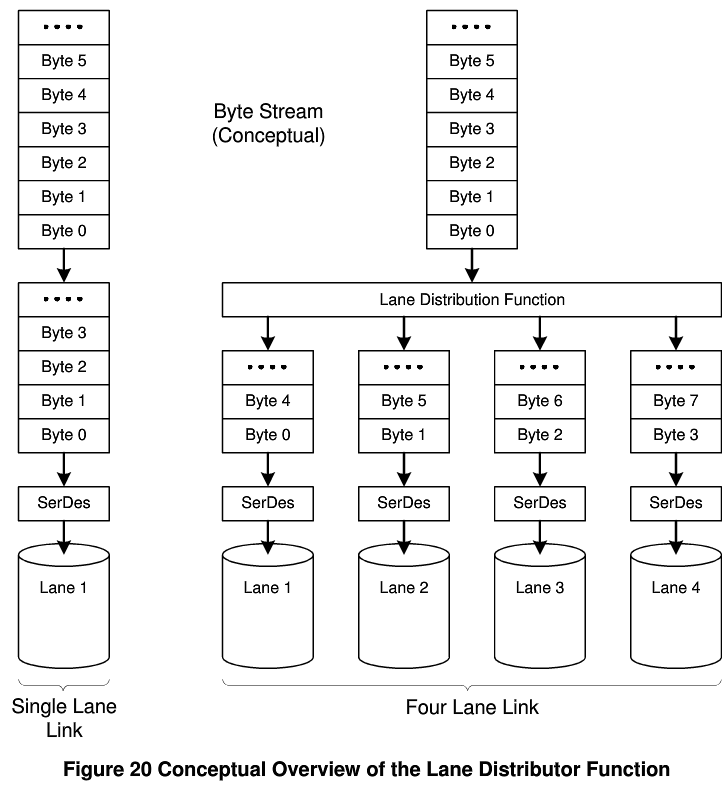 ••••
Byte 5
Byte 4
Byte 3
Byte 2
Byte 1
Byte 0
••••
Byte 3
Byte 2
Byte 1
Byte 0
SerDes
Lane 1
Single Lane
Link
Byte Stream
(Conceptual)
••••
Byte 5
Byte 4
Byte 3
Byte 2
Byte 1
Byte 0
Lane Distribution Function
•••• •••• •••• ••••
Byte 4 Byte 5 Byte 6 Byte 7
Byte 0 Byte 1 Byte 2 Byte 3
SerDes SerDes SerDes SerDes
Lane 1 Lane 2 Lane 3 Lane 4
Four Lane Link
Figure 20 Conceptual Overview of the Lane Distributor Function